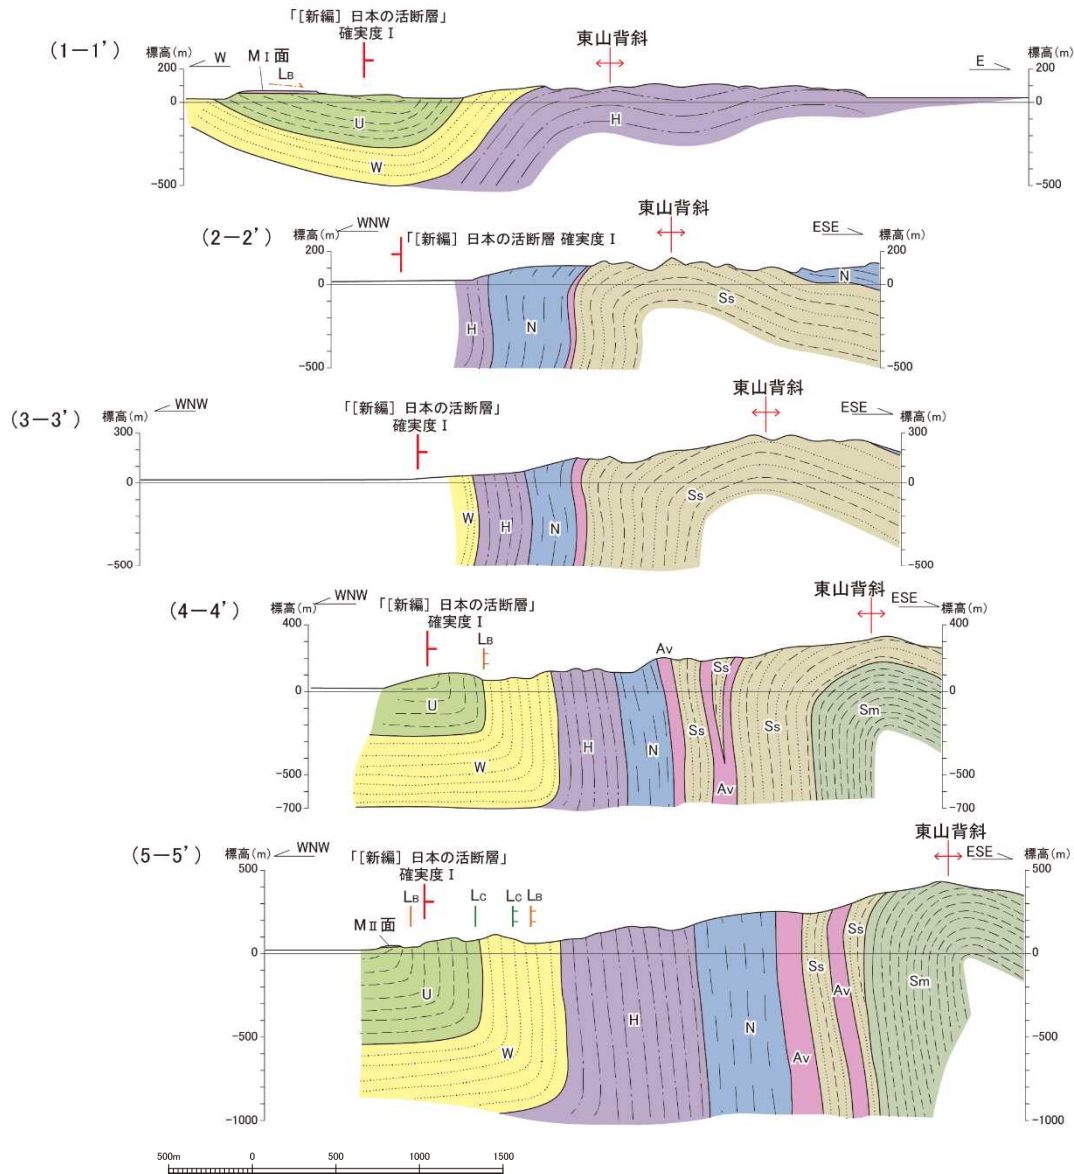 (1−1')
標高(m)
W
「[新編] 日本の活断層」
確実度 I
MⅠ面
LB
東山背斜
E
標高(m)
200
0
-500
U
W
H
200
0
-500
(2−2')
標高(m)
WNW
「[新編] 日本の活断層 確実度 I
東山背斜
ESE
標高(m)
200
0
-500
H
N
Ss
N
200
0
-500
(3−3')
標高(m)
WNW
「[新編] 日本の活断層」
確実度 I
東山背斜
ESE
標高(m)
300
0
-500
W
H
N
Ss
300
0
-500
(4−4')
標高(m)
WNW
「[新編] 日本の活断層」
確実度 I
LB
東山背斜
ESE
標高(m)
400
0
-500
-700
U
W
H
N
Av
Ss
Ss
Av
Ss
Sm
400
0
-500
-700
(5−5')
標高(m)
WNW
「[新編] 日本の活断層」
確実度 I
LB
LC
LC
LB
MⅡ面
東山背斜
ESE
標高(m)
500
0
-500
-1000
U
W
H
N
Av
Ss
Av
Ss
Sm
500
0
-500
-1000
500m 0 500 1000 1500